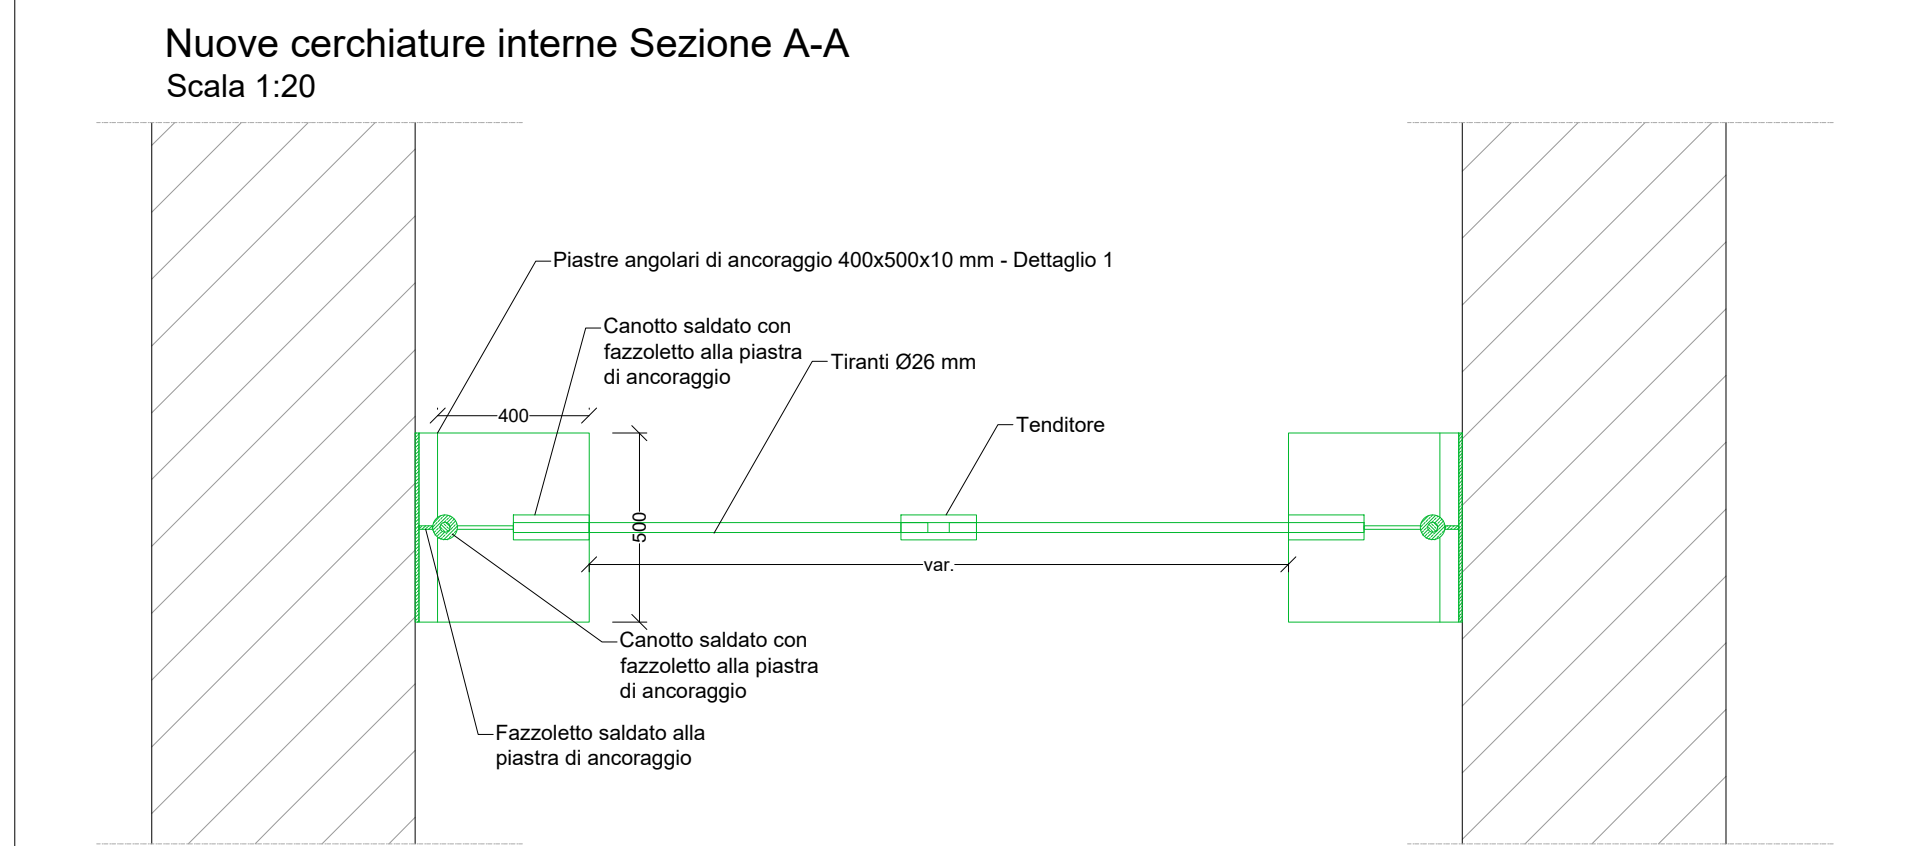 Nuove cerchiature interne Sezione A-A
Scala 1:20
Piastre angolari di ancoraggio 400x500x10 mm - Dettaglio 1
Canotto saldato con
fazzoletto alla piastra
di ancoraggio
Tiranti Ø26 mm
400
Tenditore
500
var.
Canotto saldato con
fazzoletto alla piastra
di ancoraggio
Fazzoletto saldato alla
piastra di ancoraggio